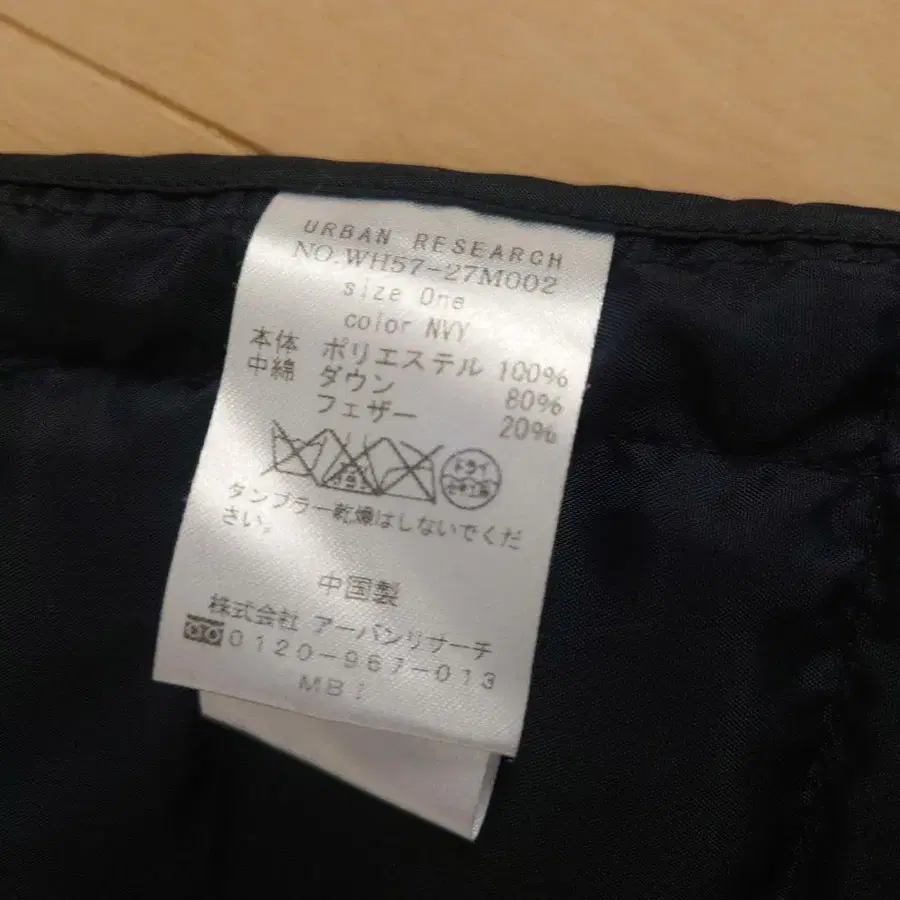 URBAN RESEARCH
NO.WH57-27M002
size One
color NVY
本体 ポリエステル 100%
中綿 ダウン 80%
フェザー 20%
ドライ
タンブラー乾燥はしないでくだ
さい。
中国製
株式会社 アーバンリサーチ
0120-967-013